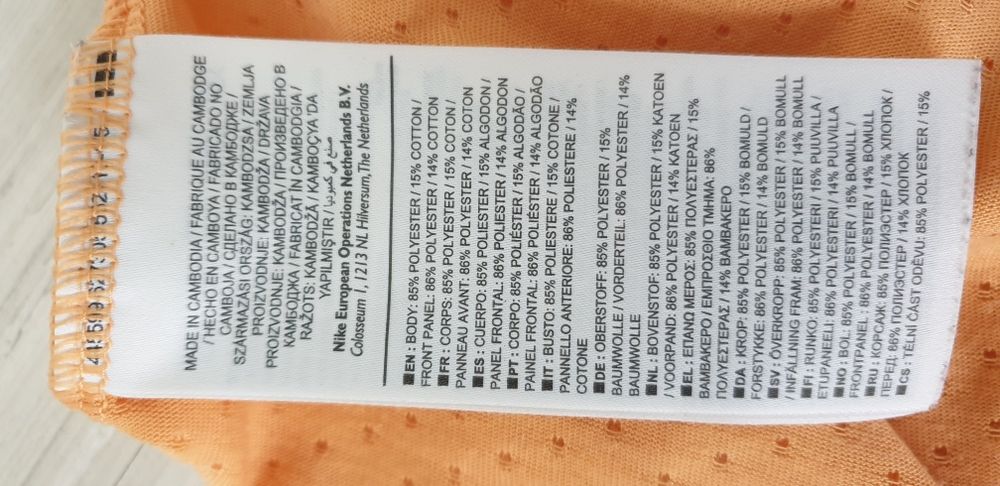 MADE IN CAMBODIA / FABRIQUE AU CAMBODGE
/ HECHO EN CAMBOYA / FABRICADO NO
CAMBOJA / СДЕЛАНО В КАМБОДЖЕ /
SZÁRMAZÁSI ORSZÁG: KAMBODZSA / ZEMLJA
PROIZVODNJE: KAMBODŽA / DRŽAVA
PROIZVODNJE: KAMBODŽA / ПРОИЗВЕДЕНО В
КАМБОДЖА / FABRICAT ÎN CAMBODGIA /
RAŽOTS: KAMBODŽĀ / KAMBOÇYA'DA
YAPILMIŞTIR / صنع في كمبوديا
Nike European Operations Netherlands B.V.
Colosseum 1, 1213 NL Hilversum, The Netherlands
EN : BODY: 85% POLYESTER / 15% COTTON /
FRONT PANEL: 86% POLYESTER / 14% COTTON
FR : CORPS: 85% POLYESTER / 15% COTON /
PANNEAU AVANT: 86% POLYESTER / 14% COTON
ES : CUERPO: 85% POLIESTER / 15% ALGODON /
PANEL FRONTAL: 86% POLIESTER / 14% ALGODON
PT : CORPO: 85% POLIÉSTER / 15% ALGODÃO /
PAINEL FRONTAL: 86% POLIÉSTER / 14% ALGODÃO
IT : BUSTO: 85% POLIESTERE / 15% COTONE /
PANNELLO ANTERIORE: 86% POLIESTERE / 14%
COTONE
DE : OBERSTOFF: 85% POLYESTER / 15%
BAUMWOLLE / VORDERTEIL: 86% POLYESTER / 14%
BAUMWOLLE
NL : BOVENSTOF: 85% POLYESTER / 15% KATOEN
/ VOORPAND: 86% POLYESTER / 14% KATOEN
EL : ΕΠΑΝΩ ΜΕΡΟΣ: 85% ΠΟΛΥΕΣΤΕΡΑΣ / 15%
ΒΑΜΒΑΚΕΡΟ / ΕΜΠΡΟΣΘΙΟ ΤΜΗΜΑ: 86%
ΠΟΛΥΕΣΤΕΡΑΣ / 14% ΒΑΜΒΑΚΕΡΟ
DA : KROP: 85% POLYESTER / 15% BOMULD /
FORSTYKKE: 86% POLYESTER / 14% BOMULD
SV : ÖVERKROPP: 85% POLYESTER / 15% BOMULL
/ INFÄLLNING FRAM: 86% POLYESTER / 14% BOMULL
FI : RUNKO: 85% POLYESTERI / 15% PUUVILLA /
ETUPANEELI: 86% POLYESTERI / 14% PUUVILLA
NO : BOL: 85% POLYESTER / 15% BOMULL /
FRONTPANEL : 86% POLYESTER / 14% BOMULL
RU : КОРСАЖ: 85% ПОЛИЭСТЕР / 15% ХЛОПОК /
ПЕРЕД: 86% ПОЛИЭСТЕР / 14% ХЛОПОК
CS : TĚLNÍ ČÁST ODĚVU: 85% POLYESTER / 15%